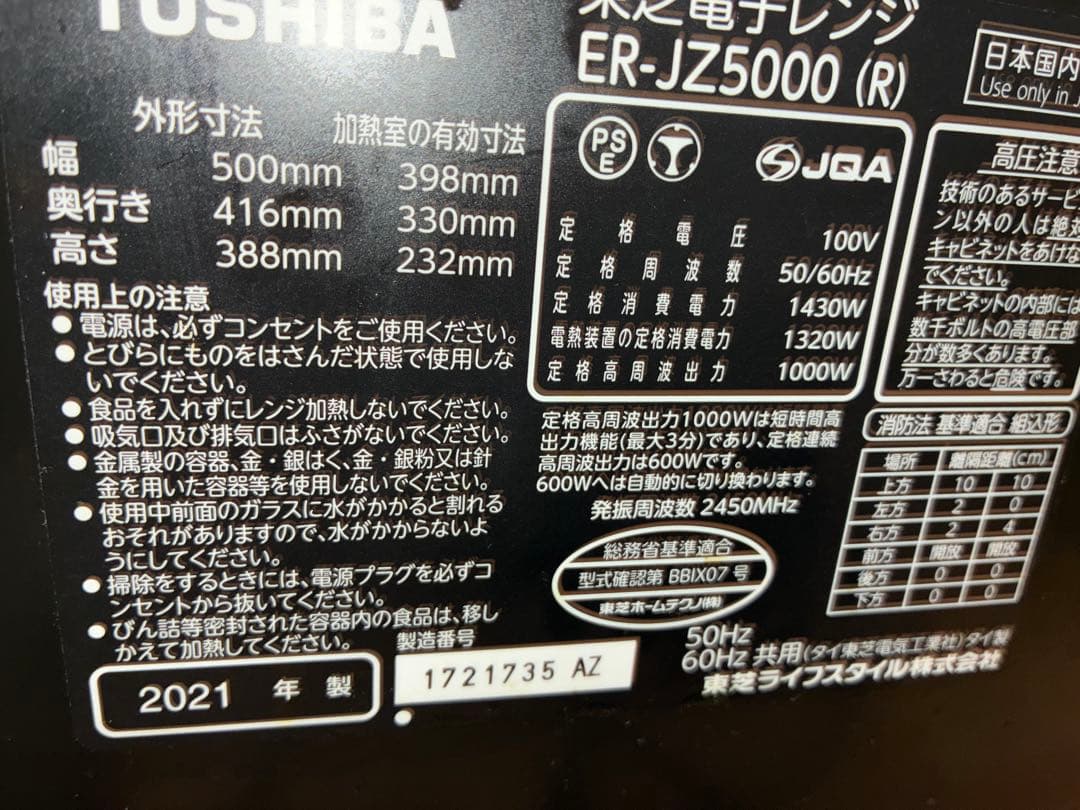 TOSHIBA
東芝電子レンジ
ER-JZ5000 (R)
日本国内
Use only in J
外形寸法 加熱室の有効寸法
幅 500mm 398mm
奥行き 416mm 330mm
高さ 388mm 232mm
使用上の注意
●電源は、必ずコンセントをご使用ください。
●とびらにものをはさんだ状態で使用しな
いでください。
●食品を入れずにレンジ加熱しないでください。
●吸気口及び排気口はふさがないでください。
●金属製の容器、金・銀はく、金・銀粉又は針
金を用いた容器等を使用しないでください。
●使用中前面のガラスに水がかかると割れる
おそれがありますので、水がかからないよ
うにしてください。
●掃除をするときには、電源プラグを必ずコ
ンセントから抜いてください。
●びん詰等密封された容器内の食品は、移し
かえて加熱してください。
2021 年製
製造番号
1721735 AZ
PSE
JQA
定格電圧 100V
定格周波数 50/60Hz
定格消費電力 1430W
電熱装置の定格消費電力 1320W
定格高周波出力 1000W
定格高周波出力1000Wは短時間高
出力機能(最大3分)であり、定格連続
高周波出力は600Wです。
600Wへは自動的に切り換わります。
発振周波数 2450MHz
総務省基準適合
型式確認第 BBIX07 号
東芝ホームテクノ(株)
50Hz
60Hz 共用(タイ東芝電気工業社)タイ製
東芝ライフスタイル株式会社
高圧注意
技術のあるサービ
ン以外の人は絶対
キャビネットをあけな
でください。
キャビネットの内部には
数千ボルトの高電圧部
分が数多くあります。
万一さわると危険です。
消防法 基準適合 組込形
場所 離隔距離(cm)
上方 10 10
左方 2 0
右方 2 4
前方 開放 開放
後方 0 0
下方 0 0